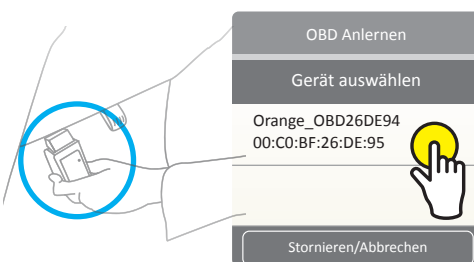 OBD Anlernen
Gerät auswählen
Orange_OBD26DE94
00:C0:BF:26:DE:95
Stornieren/Abbrechen